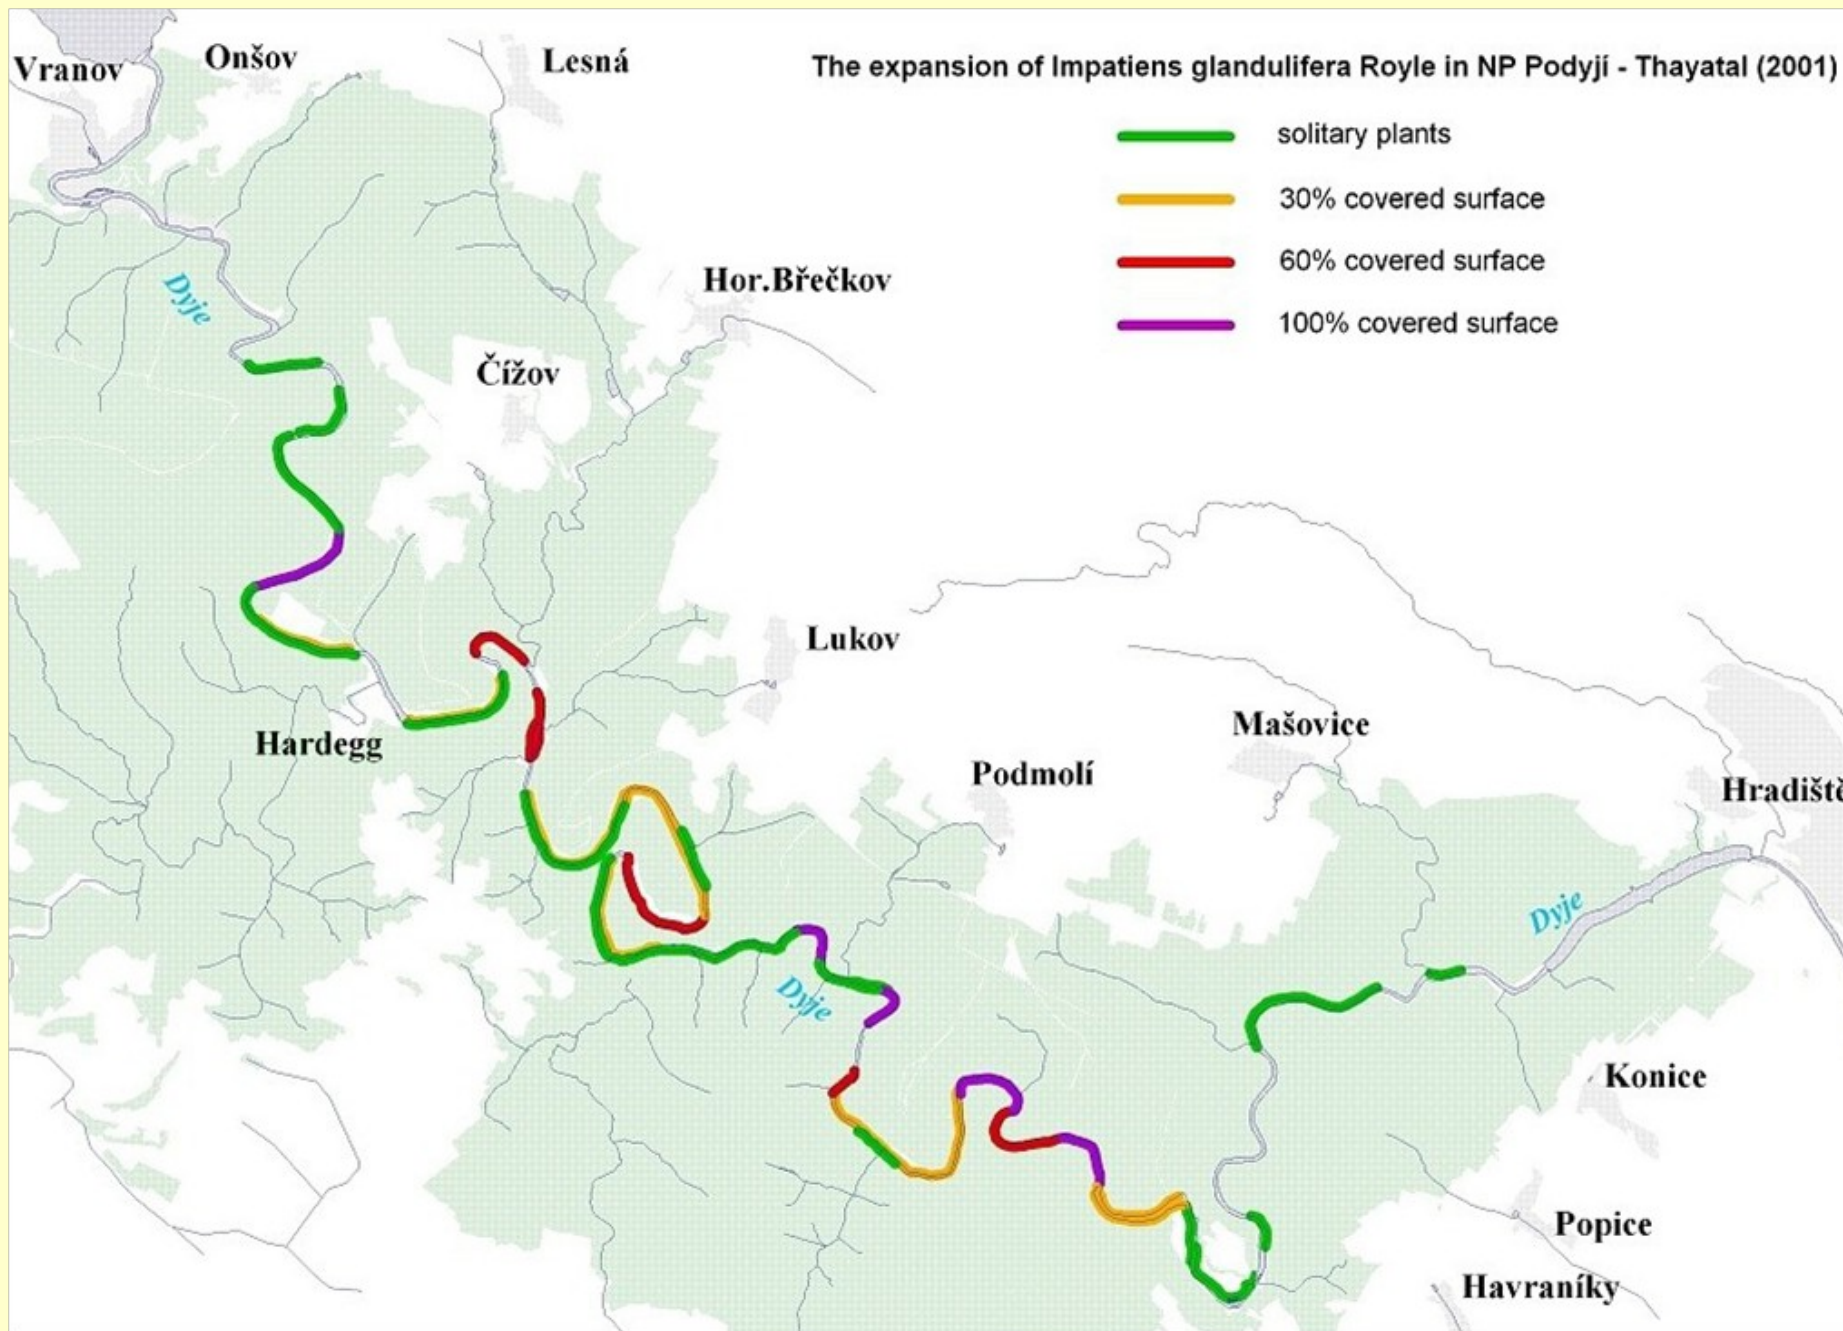 The expansion of Impatiens glandulifera Royle in NP Podyjí - Thayatal (2001)
solitary plants
30% covered surface
60% covered surface
100% covered surface
Vranov
Onšov
Lesná
Dyje
Hor.Břečkov
Čížov
Lukov
Hardegg
Mašovice
Podmolí
Hradiště
Dyje
Dyje
Konice
Popice
Havraníky